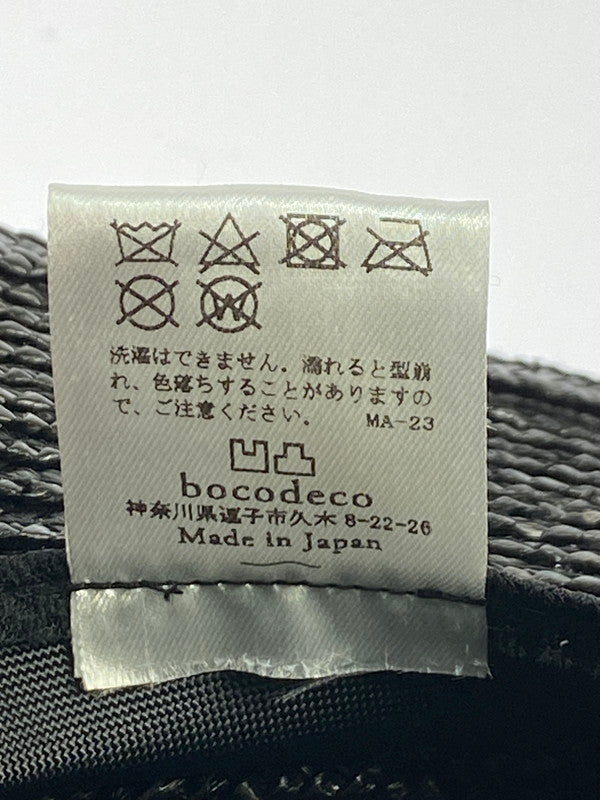 W
洗濯はできません。濡れると型崩
れ、色落ちすることがありますの
で、ご注意ください。 MA-23
凹凸
bocodeco
神奈川県逗子市久木 8-22-26
Made in Japan